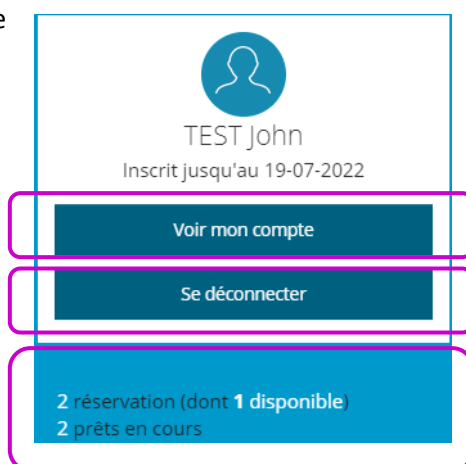 e
TEST John
Inscrit jusqu'au 19-07-2022
Voir mon compte
Se déconnecter
2 réservation (dont 1 disponible)
2 prêts en cours